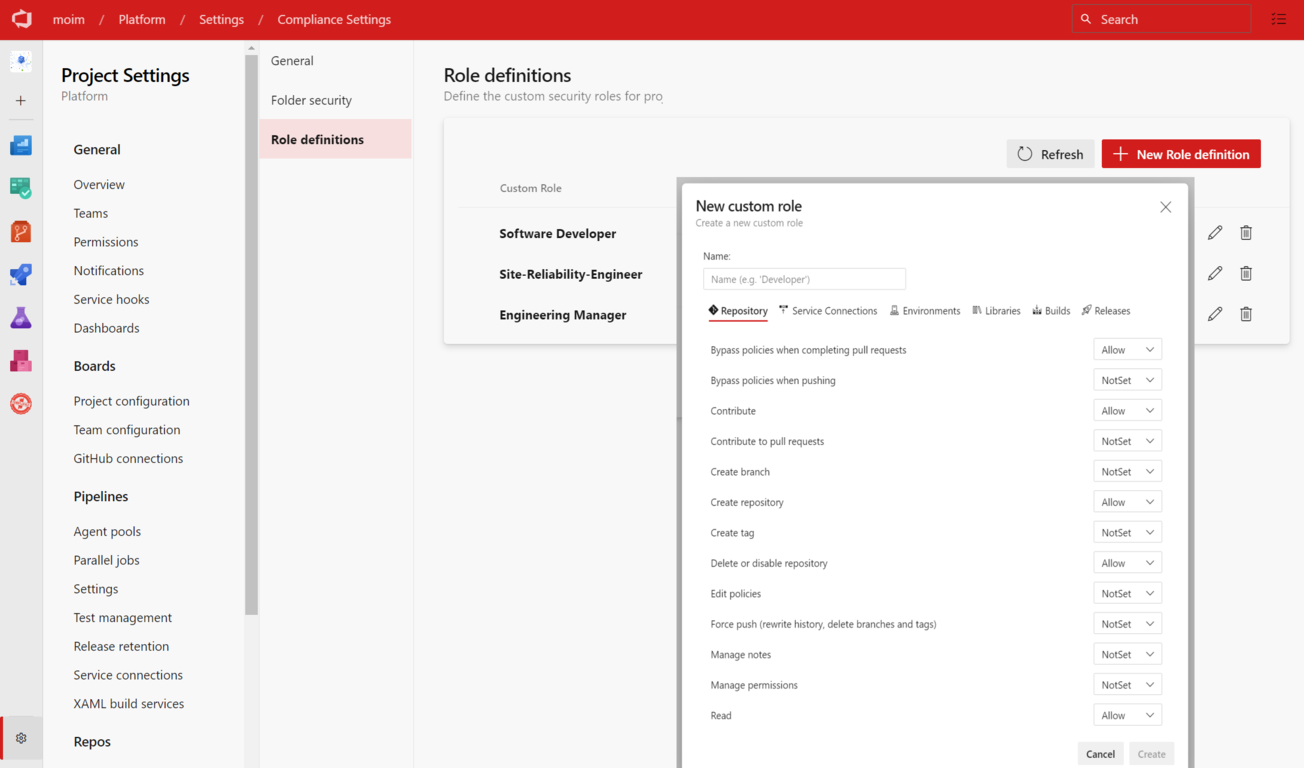 moim / Platform / Settings / Compliance Settings
Search
Project Settings
Platform
General
Overview
Teams
Permissions
Notifications
Service hooks
Dashboards
Boards
Project configuration
Team configuration
GitHub connections
Pipelines
Agent pools
Parallel jobs
Settings
Test management
Release retention
Service connections
XAML build services
Repos
General
Folder security
Role definitions
Role definitions
Define the custom security roles for pro
Refresh
New Role definition
Custom Role
Software Developer
Site-Reliability-Engineer
Engineering Manager
New custom role
Create a new custom role
Name:
Name (e.g. 'Developer')
Repository Service Connections Environments Libraries Builds Releases
Bypass policies when completing pull requests Allow
Bypass policies when pushing NotSet
Contribute Allow
Contribute to pull requests NotSet
Create branch NotSet
Create repository Allow
Create tag NotSet
Delete or disable repository Allow
Edit policies NotSet
Force push (rewrite history, delete branches and tags) NotSet
Manage notes NotSet
Manage permissions NotSet
Read Allow
Cancel Create